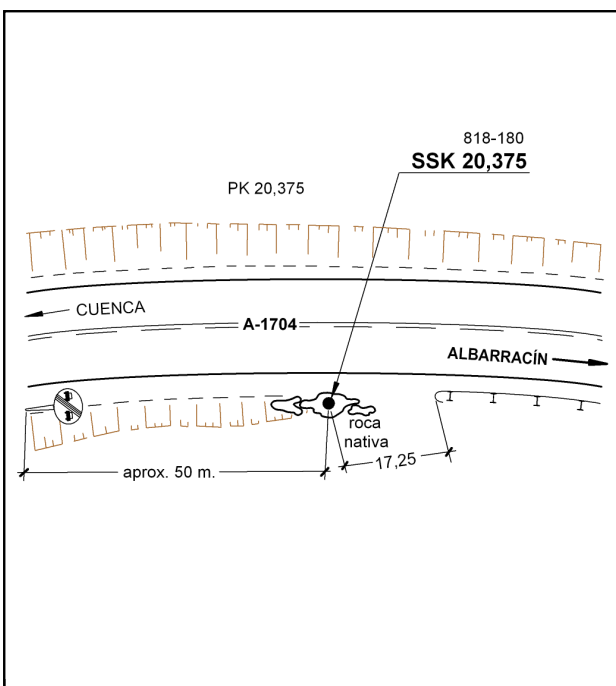 818-180
SSK 20,375
PK 20,375
CUENCA
A-1704
ALBARRACÍN
roca
nativa
17,25
aprox. 50 m.